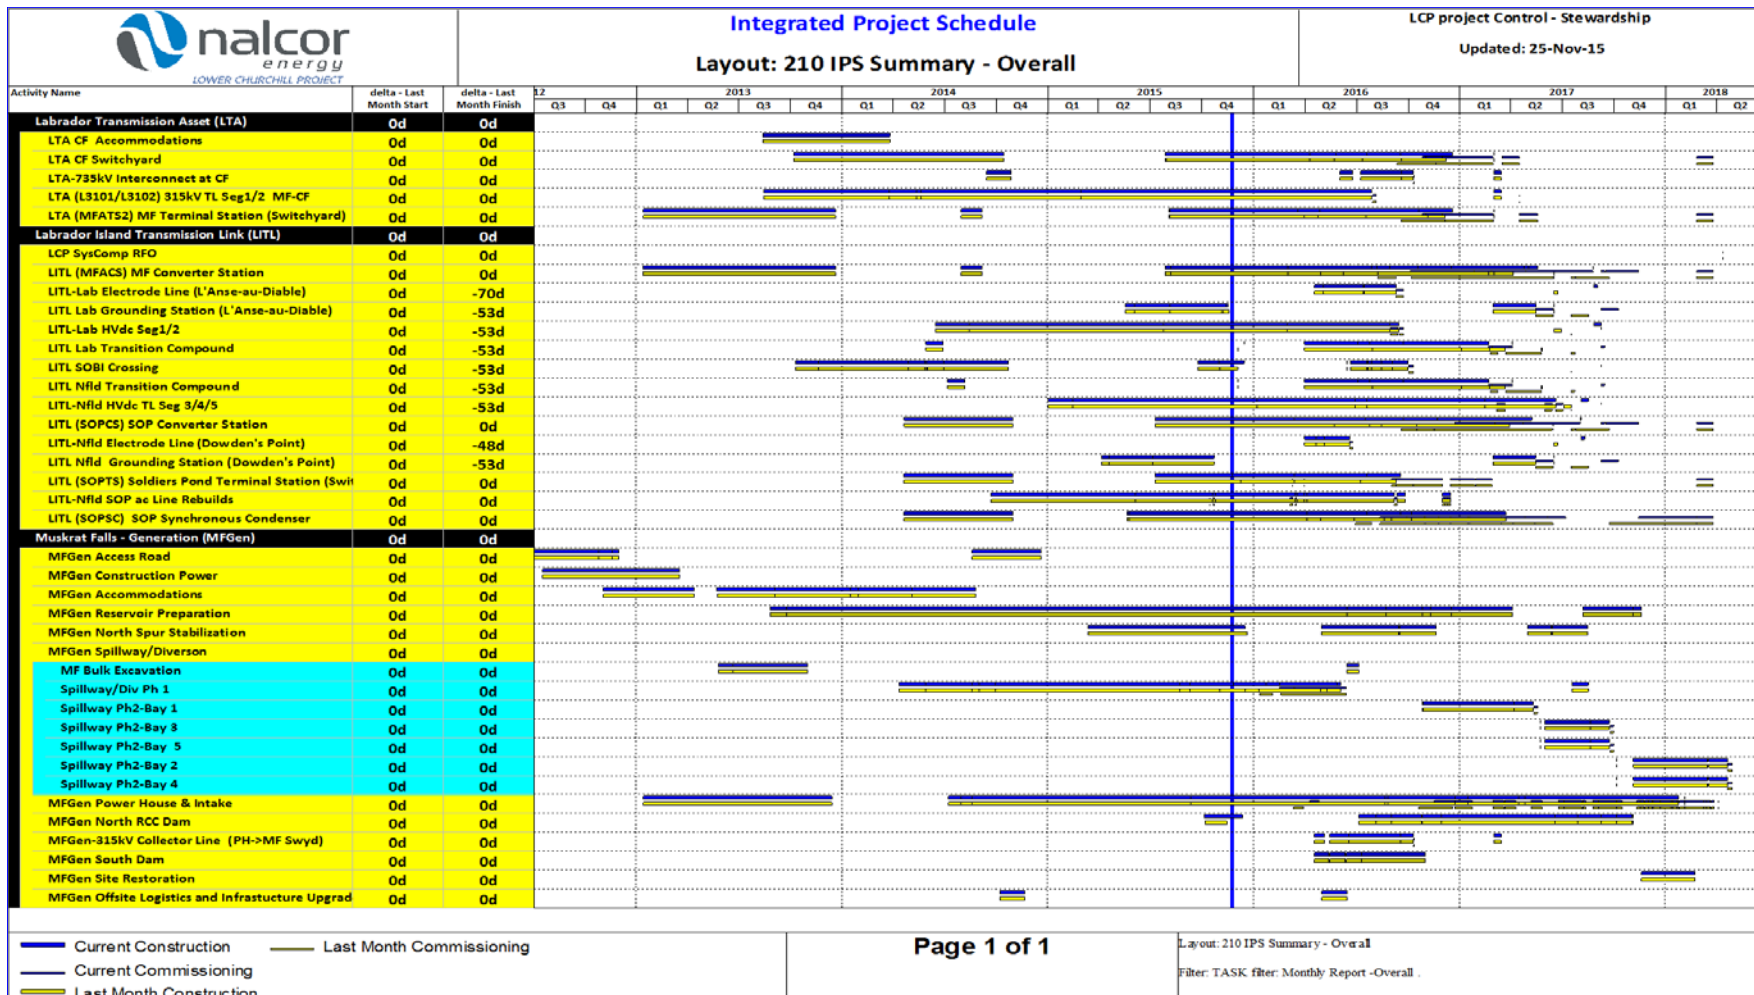 nalcor
energy
LOWER CHURCHILL PROJECT
Integrated Project Schedule
Layout: 210 IPS Summary - Overall
LCP project Control - Stewardship
Updated: 25-Nov-15
Activity Name delta - Last Month Start delta - Last Month Finish
12 2013 2014 2015 2016 2017 2018
Q3 Q4 Q1 Q2 Q3 Q4 Q1 Q2 Q3 Q4 Q1 Q2 Q3 Q4 Q1 Q2 Q3 Q4 Q1 Q2 Q3 Q4 Q1 Q2
Labrador Transmission Asset (LTA) 0d 0d
LTA CF Accommodations 0d 0d
LTA CF Switchyard 0d 0d
LTA-735kV Interconnect at CF 0d 0d
LTA (L3101/L3102) 315kV TL Seg1/2 MF-CF 0d 0d
LTA (MFATS2) MF Terminal Station (Switchyard) 0d 0d
Labrador Island Transmission Link (LITL) 0d 0d
LCP SysComp RFO 0d 0d
LITL (MFACS) MF Converter Station 0d 0d
LITL-Lab Electrode Line (L'Anse-au-Diable) 0d -70d
LITL Lab Grounding Station (L'Anse-au-Diable) 0d -53d
LITL-Lab HVdc Seg1/2 0d -53d
LITL Lab Transition Compound 0d -53d
LITL SOBI Crossing 0d -53d
LITL Nfld Transition Compound 0d -53d
LITL-Nfld HVdc TL Seg 3/4/5 0d -53d
LITL (SOPCS) SOP Converter Station 0d 0d
LITL-Nfld Electrode Line (Dowden's Point) 0d -48d
LITL Nfld Grounding Station (Dowden's Point) 0d -53d
LITL (SOPTS) Soldiers Pond Terminal Station (Swit 0d 0d
LITL-Nfld SOP ac Line Rebuilds 0d 0d
LITL (SOPSC) SOP Synchronous Condenser 0d 0d
Muskrat Falls - Generation (MFGen) 0d 0d
MFGen Access Road 0d 0d
MFGen Construction Power 0d 0d
MFGen Accommodations 0d 0d
MFGen Reservoir Preparation 0d 0d
MFGen North Spur Stabilization 0d 0d
MFGen Spillway/Diverson 0d 0d
MF Bulk Excavation 0d 0d
Spillway/Div Ph 1 0d 0d
Spillway Ph2-Bay 1 0d 0d
Spillway Ph2-Bay 3 0d 0d
Spillway Ph2-Bay 5 0d 0d
Spillway Ph2-Bay 2 0d 0d
Spillway Ph2-Bay 4 0d 0d
MFGen Power House & Intake 0d 0d
MFGen North RCC Dam 0d 0d
MFGen-315kV Collector Line (PH->MF Swyd) 0d 0d
MFGen South Dam 0d 0d
MFGen Site Restoration 0d 0d
MFGen Offsite Logistics and Infrastucture Upgrad 0d 0d
Current Construction Last Month Commissioning
Current Commissioning
Last Month Construction
Page 1 of 1
Layout: 210 IPS Summary - Overall
Filter: TASK filter: Monthly Report -Overall .